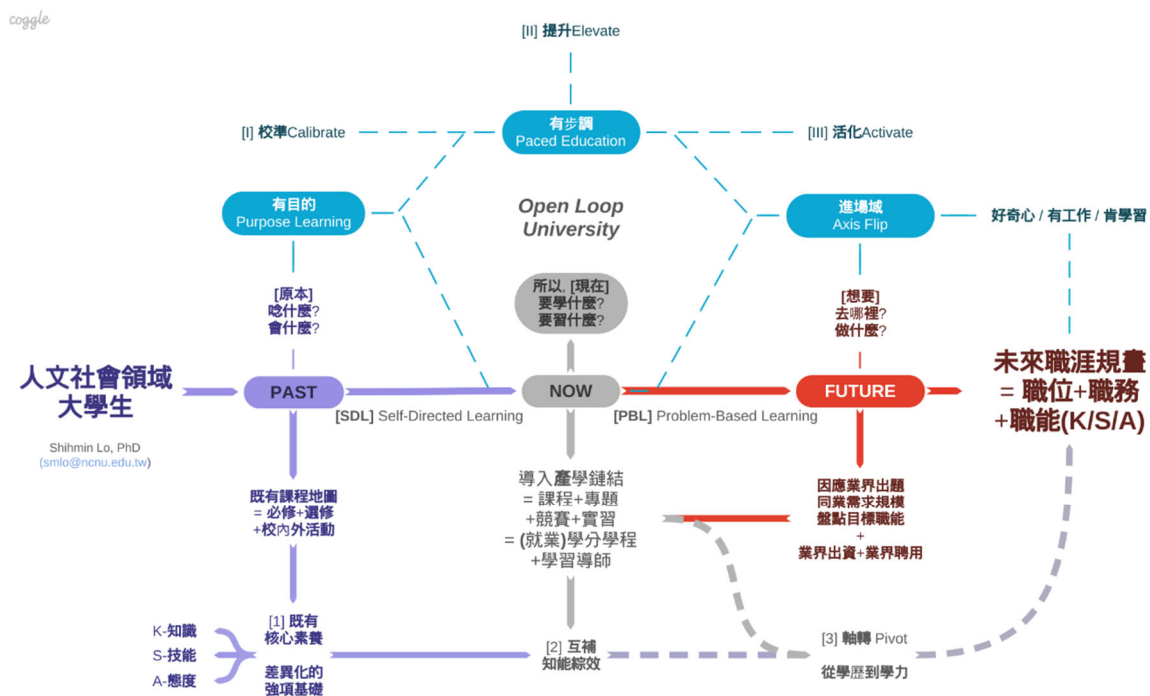 coggle
[II] 提升Elevate
[I] 校準Calibrate
有步調
Paced Education
[III] 活化Activate
有目的
Purpose Learning
Open Loop
University
進場域
Axis Flip
好奇心 / 有工作 / 肯學習
[原本]
唸什麼?
會什麼?
所以, [現在]
要學什麼?
要習什麼?
[想要]
去哪裡?
做什麼?
人文社會領域
大學生
PAST
NOW
FUTURE
未來職涯規畫
= 職位+職務
+職能(K/S/A)
[SDL] Self-Directed Learning
[PBL] Problem-Based Learning
Shihmin Lo, PhD
(smlo@ncnu.edu.tw)
既有課程地圖
= 必修+選修
+校內外活動
導入產學鏈結
= 課程+專題
+競賽+實習
= (就業)學分學程
+學習導師
因應業界出題
同業需求規模
盤點目標職能
+
業界出資+業界聘用
K-知識
S-技能
A-態度
[1] 既有
核心素養
差異化的
強項基礎
[2] 互補
知能綜效
[3] 軸轉 Pivot
從學歷到學力